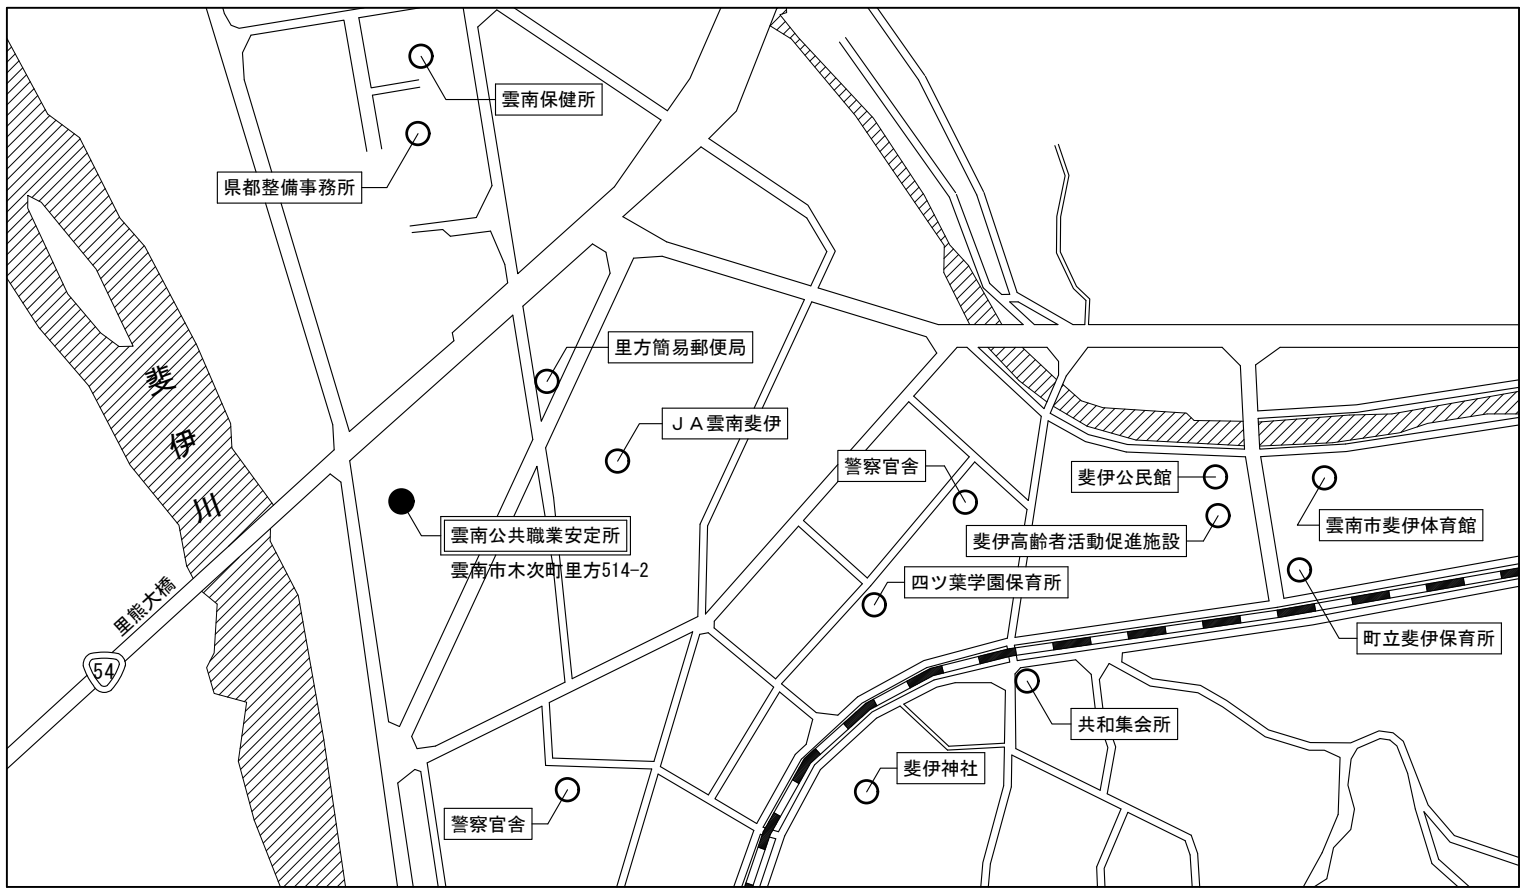 雲南保健所
県都整備事務所
里方簡易郵便局
ＪＡ雲南斐伊
斐伊川
警察官舎
斐伊公民館
雲南市斐伊体育館
雲南公共職業安定所
雲南市木次町里方514-2
斐伊高齢者活動促進施設
四ツ葉学園保育所
里熊大橋
54
町立斐伊保育所
共和集会所
斐伊神社
警察官舎